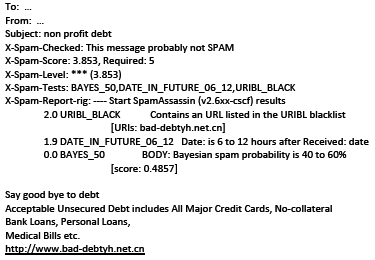 To:  ...
From:  ...
Subject: non profit debt
X-Spam-Checked: This message probably not SPAM
X-Spam-Score: 3.853, Required: 5
X-Spam-Level: *** (3.853)
X-Spam-Tests: BAYES_50,DATE_IN_FUTURE_06_12,URIBL_BLACK
X-Spam-Report-rig: ---- Start SpamAssassin (v2.6xx-cscf) results
2.0 URIBL_BLACK Contains an URL listed in the URIBL blacklist
[URIs: bad-debtyh.net.cn]
1.9 DATE_IN_FUTURE_06_12 Date: is 6 to 12 hours after Received: date
0.0 BAYES_50 BODY: Bayesian spam probability is 40 to 60%
[score: 0.4857]
Say good bye to debt
Acceptable Unsecured Debt includes All Major Credit Cards, No-collateral
Bank Loans, Personal Loans,
Medical Bills etc.
http://www.bad-debtyh.net.cn